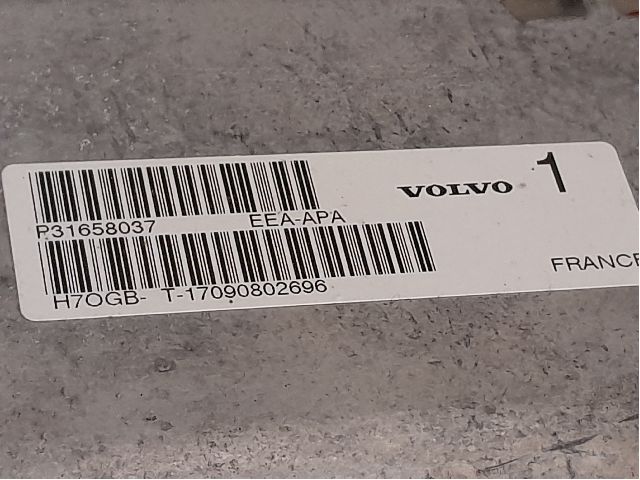 VOLVO 1
P31658037 EEA-APA
H7OGB- T-17090802696
FRANCE